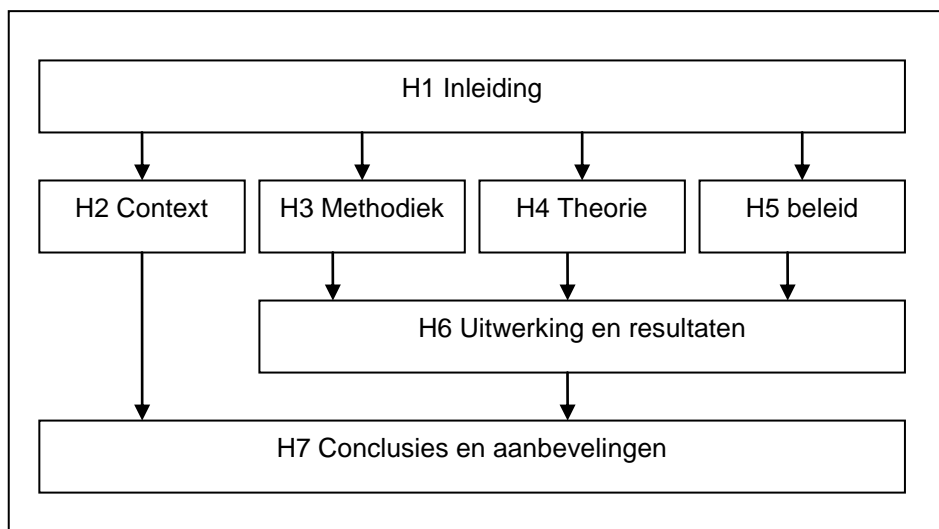 H1 Inleiding
H2 Context
H3 Methodiek
H4 Theorie
H5 beleid
H6 Uitwerking en resultaten
H7 Conclusies en aanbevelingen